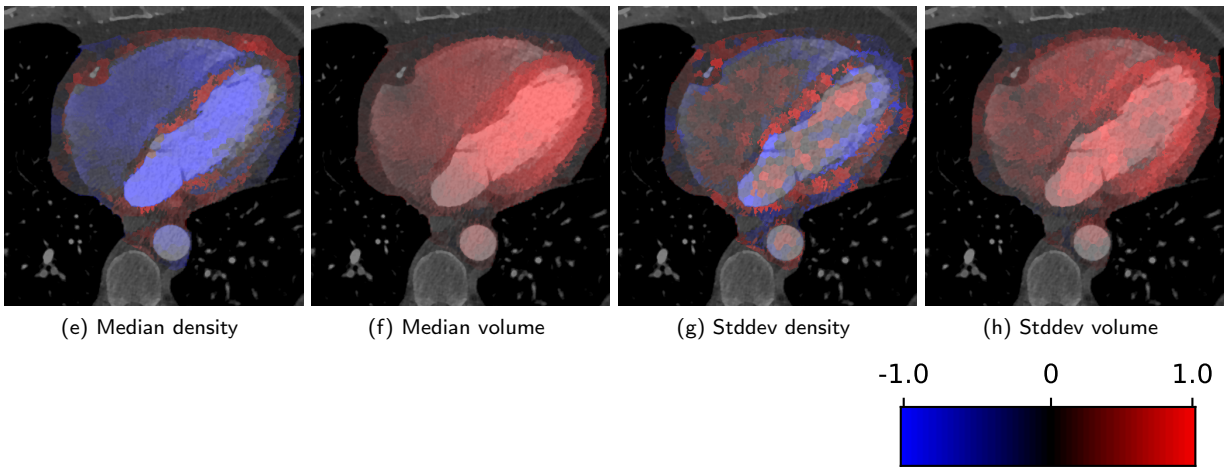 (e) Median density
(f) Median volume
(g) Stddev density
(h) Stddev volume
-1.0 0 1.0